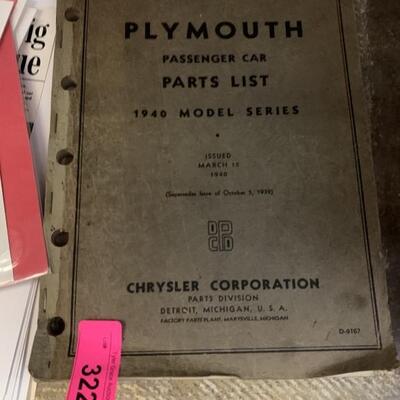 PLYMOUTH
PASSENGER CAR
PARTS LIST
1940 MODEL SERIES
ISSUED
MARCH 15
1940
(Supersedes Issue of October 5, 1939)
CHRYSLER CORPORATION
PARTS DIVISION
DETROIT, MICHIGAN, U. S. A.
FACTORY PARTS PLANT, MARYSVILLE, MICHIGAN
D-9167
322